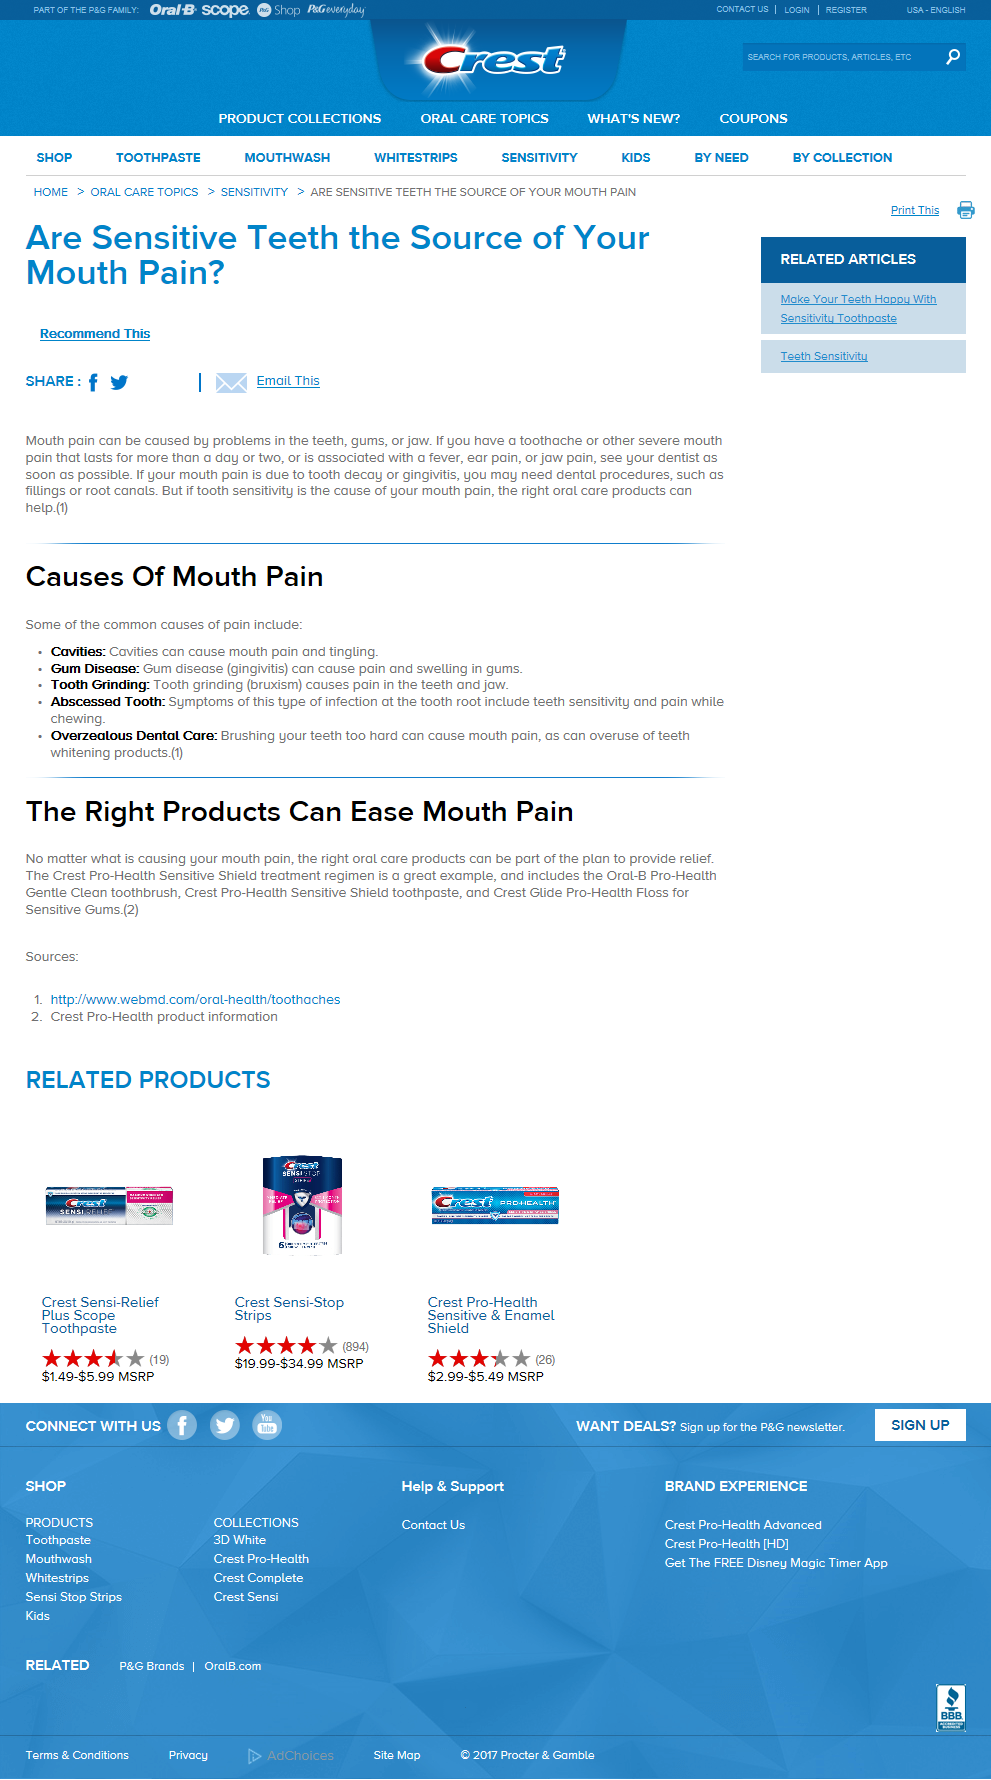 PART OF THE P&G FAMILY: Oral-B scope. P&G Shop P&G everyday
CONTACT US | LOGIN | REGISTER USA - ENGLISH
Crest
SEARCH FOR PRODUCTS, ARTICLES, ETC
PRODUCT COLLECTIONS ORAL CARE TOPICS WHAT'S NEW? COUPONS
SHOP TOOTHPASTE MOUTHWASH WHITESTRIPS SENSITIVITY KIDS BY NEED BY COLLECTION
HOME > ORAL CARE TOPICS > SENSITIVITY > ARE SENSITIVE TEETH THE SOURCE OF YOUR MOUTH PAIN
Print This
Are Sensitive Teeth the Source of Your
Mouth Pain?
RELATED ARTICLES
Make Your Teeth Happy With
Sensitivity Toothpaste
Teeth Sensitivity
Recommend This
SHARE : | Email This
Mouth pain can be caused by problems in the teeth, gums, or jaw. If you have a toothache or other severe mouth
pain that lasts for more than a day or two, or is associated with a fever, ear pain, or jaw pain, see your dentist as
soon as possible. If your mouth pain is due to tooth decay or gingivitis, you may need dental procedures, such as
fillings or root canals. But if tooth sensitivity is the cause of your mouth pain, the right oral care products can
help.(1)
Causes Of Mouth Pain
Some of the common causes of pain include:
• Cavities: Cavities can cause mouth pain and tingling.
• Gum Disease: Gum disease (gingivitis) can cause pain and swelling in gums.
• Tooth Grinding: Tooth grinding (bruxism) causes pain in the teeth and jaw.
• Abscessed Tooth: Symptoms of this type of infection at the tooth root include teeth sensitivity and pain while
chewing.
• Overzealous Dental Care: Brushing your teeth too hard can cause mouth pain, as can overuse of teeth
whitening products.(1)
The Right Products Can Ease Mouth Pain
No matter what is causing your mouth pain, the right oral care products can be part of the plan to provide relief.
The Crest Pro-Health Sensitive Shield treatment regimen is a great example, and includes the Oral-B Pro-Health
Gentle Clean toothbrush, Crest Pro-Health Sensitive Shield toothpaste, and Crest Glide Pro-Health Floss for
Sensitive Gums.(2)
Sources:
1. http://www.webmd.com/oral-health/toothaches
2. Crest Pro-Health product information
RELATED PRODUCTS
Crest
SENSI RELIEF
Crest
SENSI STOP
STRIPS
Crest PRO-HEALTH
Crest Sensi-Relief
Plus Scope
Toothpaste
(19)
$1.49-$5.99 MSRP
Crest Sensi-Stop
Strips
(894)
$19.99-$34.99 MSRP
Crest Pro-Health
Sensitive & Enamel
Shield
(26)
$2.99-$5.49 MSRP
CONNECT WITH US You Tube
WANT DEALS? Sign up for the P&G newsletter. SIGN UP
SHOP
PRODUCTS
Toothpaste
Mouthwash
Whitestrips
Sensi Stop Strips
Kids
COLLECTIONS
3D White
Crest Pro-Health
Crest Complete
Crest Sensi
Help & Support
Contact Us
BRAND EXPERIENCE
Crest Pro-Health Advanced
Crest Pro-Health [HD]
Get The FREE Disney Magic Timer App
RELATED P&G Brands | OralB.com
BBB
ACCREDITED
BUSINESS
Terms & Conditions Privacy AdChoices Site Map © 2017 Procter & Gamble